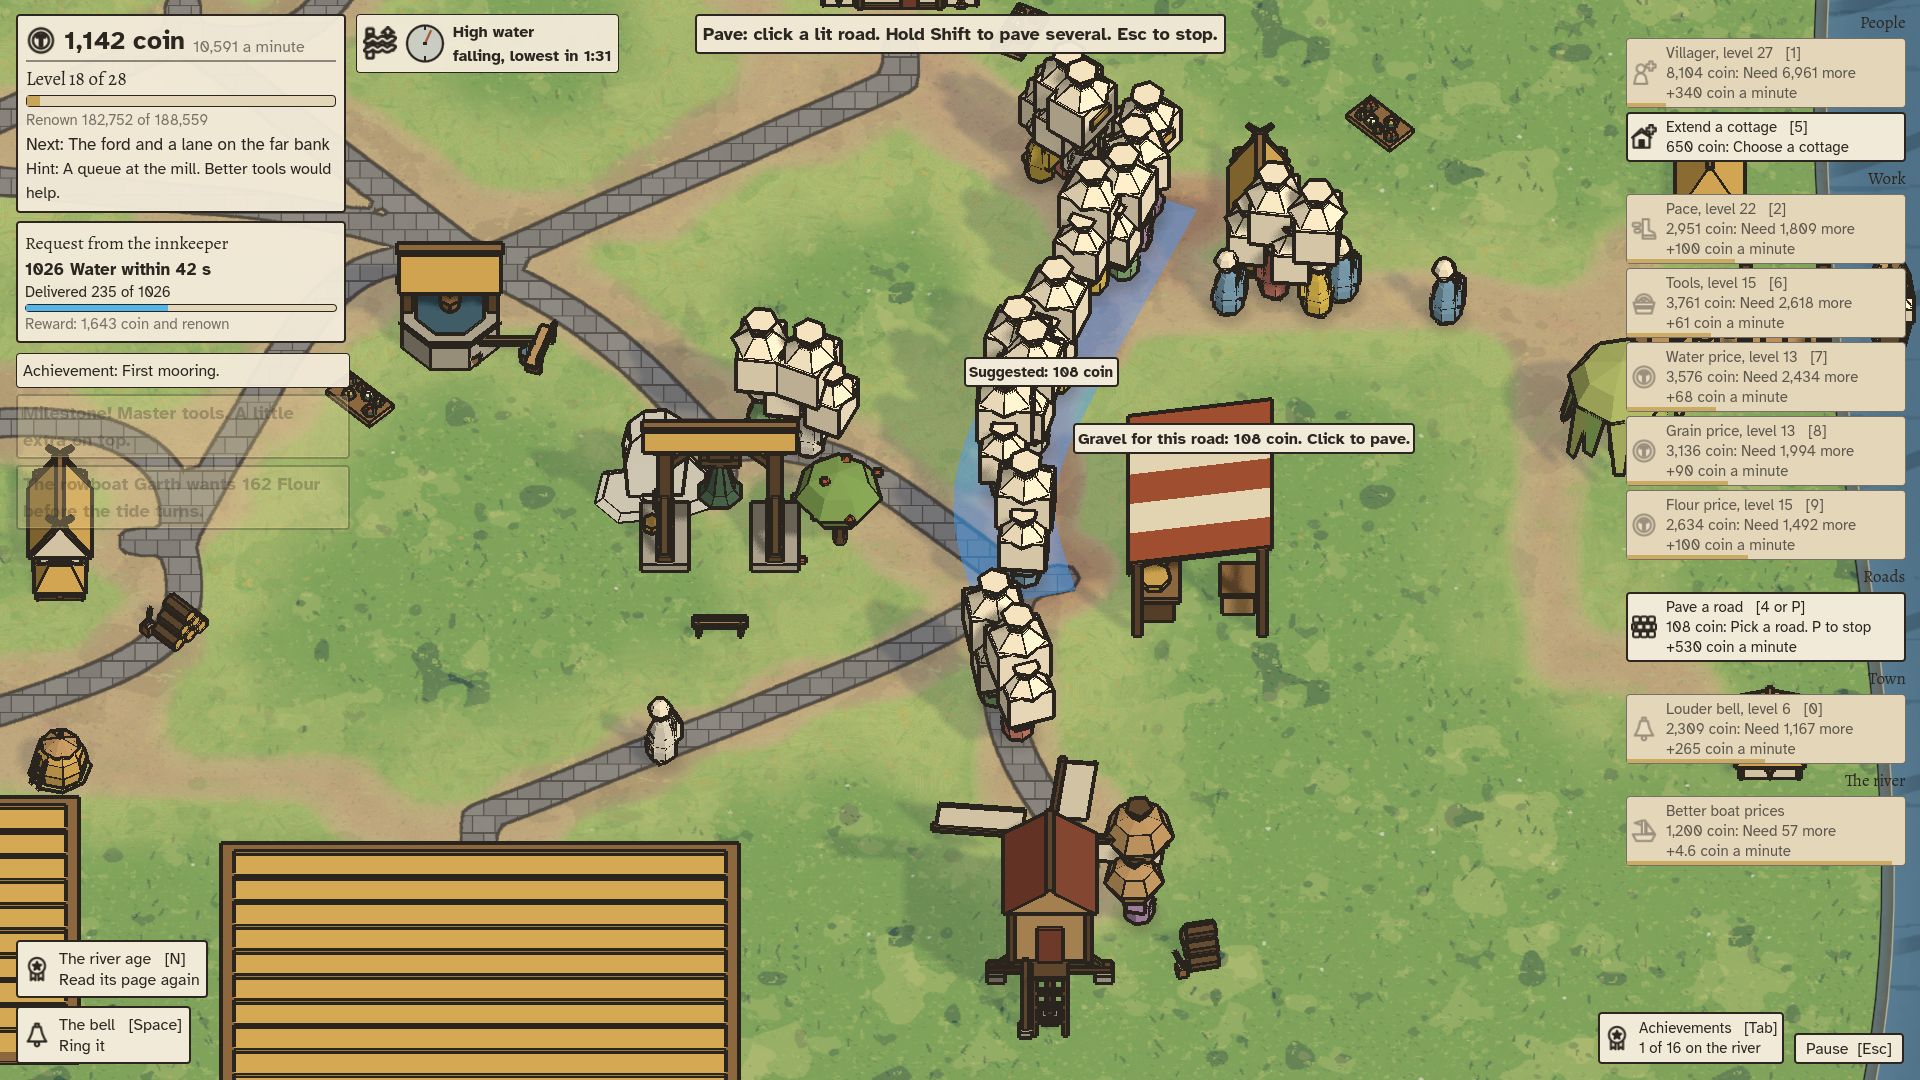 1,142 coin 10,591 a minute
Level 18 of 28
Renown 182,752 of 188,559
Next: The ford and a lane on the far bank
Hint: A queue at the mill. Better tools would
help.
Request from the innkeeper
1026 Water within 42 s
Delivered 235 of 1026
Reward: 1,643 coin and renown
Achievement: First mooring.
Milestone! Master tools. A little
extra on top.
The rowboat Garth wants 162 Flour
before the tide turns.
High water
falling, lowest in 1:31
Pave: click a lit road. Hold Shift to pave several. Esc to stop.
Suggested: 108 coin
Gravel for this road: 108 coin. Click to pave.
People
Villager, level 27 [1]
8,104 coin: Need 6,961 more
+340 coin a minute
Extend a cottage [5]
650 coin: Choose a cottage
Work
Pace, level 22 [2]
2,951 coin: Need 1,809 more
+100 coin a minute
Tools, level 15 [6]
3,761 coin: Need 2,618 more
+61 coin a minute
Water price, level 13 [7]
3,576 coin: Need 2,434 more
+68 coin a minute
Grain price, level 13 [8]
3,136 coin: Need 1,994 more
+90 coin a minute
Flour price, level 15 [9]
2,634 coin: Need 1,492 more
+100 coin a minute
Roads
Pave a road [4 or P]
108 coin: Pick a road. P to stop
+530 coin a minute
Town
Louder bell, level 6 [0]
2,309 coin: Need 1,167 more
+265 coin a minute
The river
Better boat prices
1,200 coin: Need 57 more
+4.6 coin a minute
The river age [N]
Read its page again
The bell [Space]
Ring it
Achievements [Tab]
1 of 16 on the river
Pause [Esc]